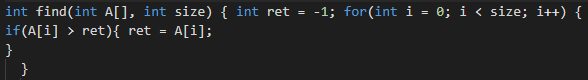 int find(int A[], int size) { int ret = -1; for(int i = 0; i < size; i++) {
if(A[i] > ret){ ret = A[i];
}
}